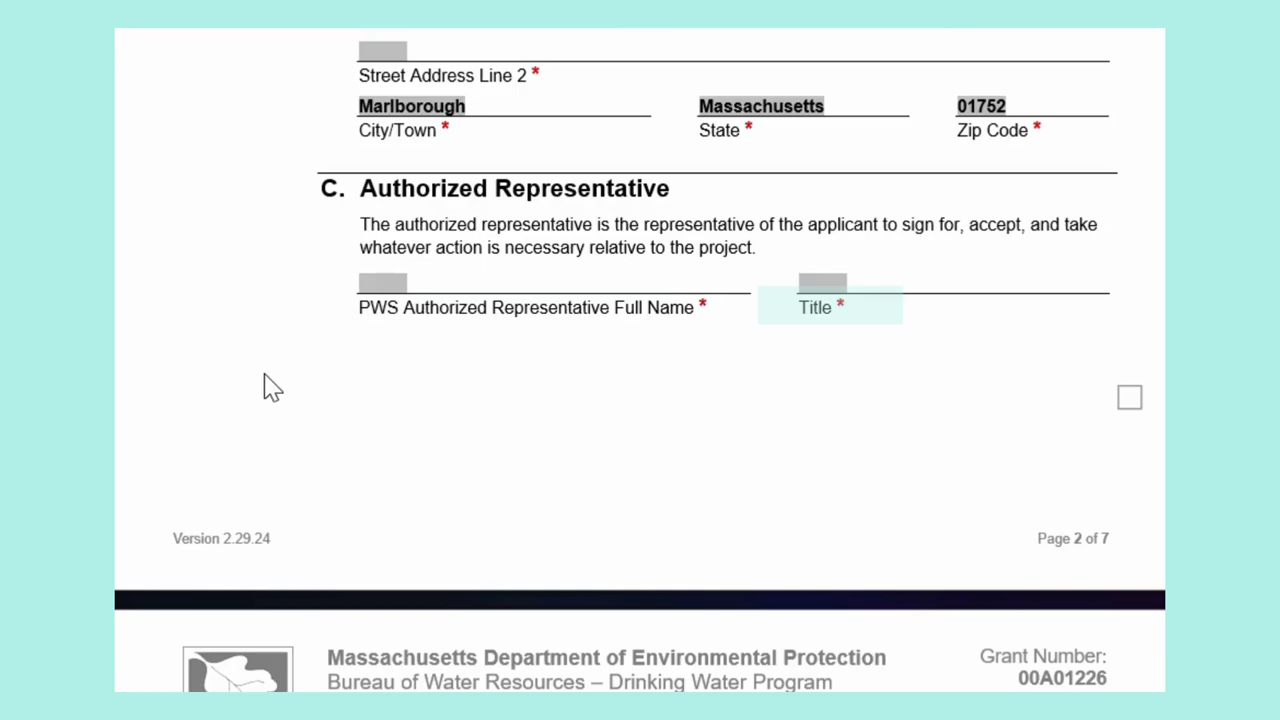 Street Address Line 2 *
Marlborough Massachusetts 01752
City/Town * State * Zip Code *
C. Authorized Representative
The authorized representative is the representative of the applicant to sign for, accept, and take
whatever action is necessary relative to the project.
PWS Authorized Representative Full Name * Title *
Version 2.29.24 Page 2 of 7
Massachusetts Department of Environmental Protection Grant Number:
Bureau of Water Resources – Drinking Water Program 00A01226